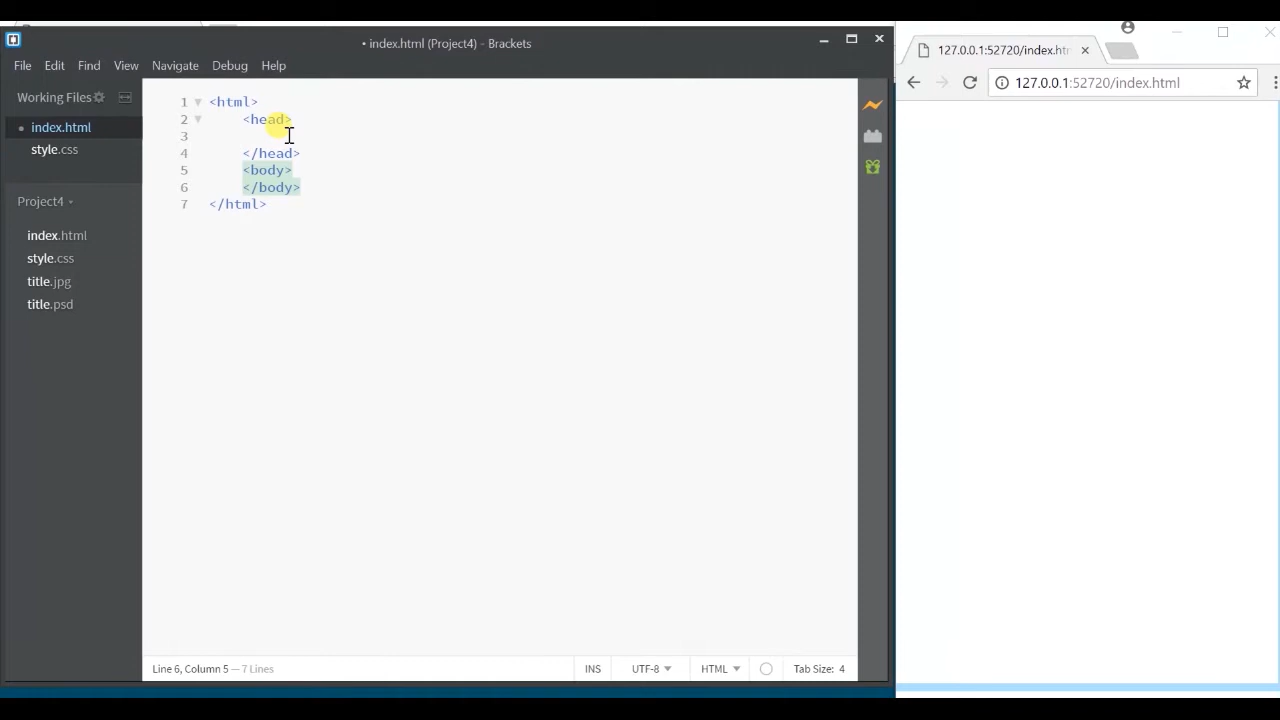 • index.html (Project4) - Brackets
File Edit Find View Navigate Debug Help
Working Files
index.html
style.css
Project4
index.html
style.css
title.jpg
title.psd
1 <html>
2 <head>
3
4 </head>
5 <body>
6 </body>
7 </html>
Line 6, Column 5 — 7 Lines
INS UTF-8 HTML Tab Size: 4
127.0.0.1:52720/index.ht
127.0.0.1:52720/index.html